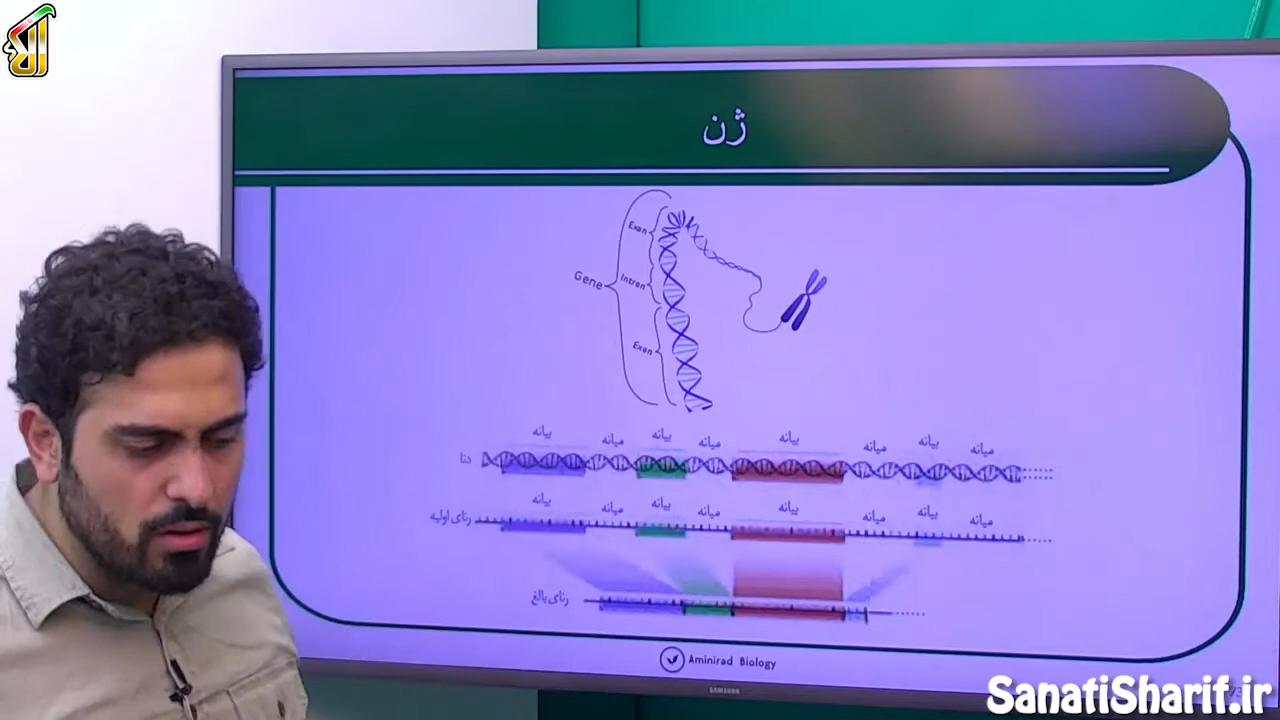 آلاء
ژن
Exon
Gene
Intron
Exon
بیانه میانه بیانه میانه بیانه میانه بیانه میانه
دنا
بیانه میانه بیانه میانه بیانه میانه بیانه میانه
رنای اولیه
رنای بالغ
Aminirad Biology
SAMSUNG
SanatiSharif.ir